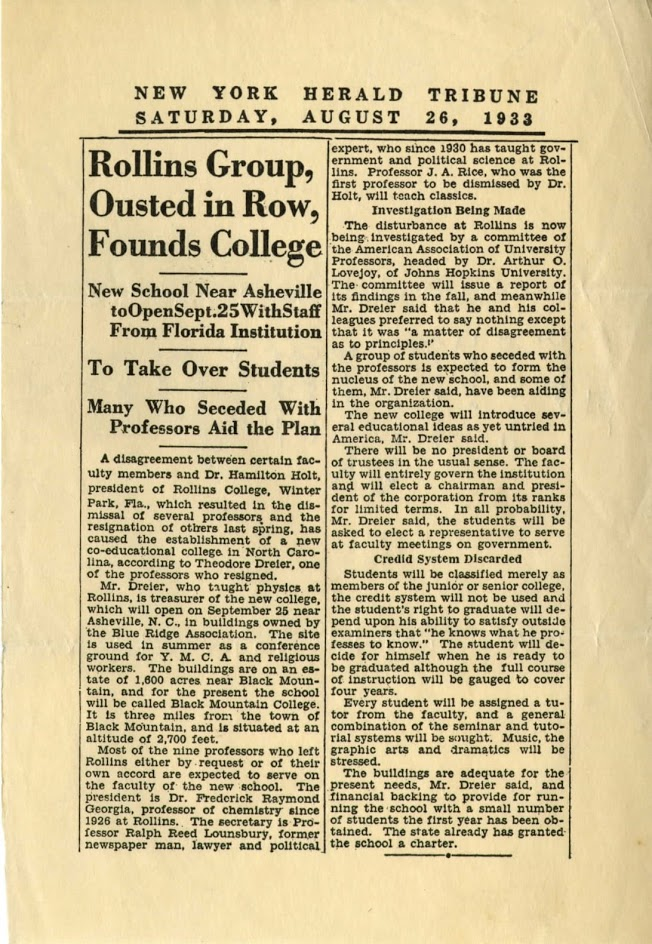 NEW YORK HERALD TRIBUNE
SATURDAY, AUGUST 26, 1933
Rollins Group,
Ousted in Row,
Founds College
New School Near Asheville
toOpenSept.25WithStaff
From Florida Institution
To Take Over Students
Many Who Seceded With
Professors Aid the Plan
A disagreement between certain fac-
ulty members and Dr. Hamilton Holt,
president of Rollins College, Winter
Park, Fla., which resulted in the dis-
missal of several professors and the
resignation of others last spring, has
caused the establishment of a new
co-educational college in North Caro-
lina, according to Theodore Dreier, one
of the professors who resigned.
Mr. Dreier, who taught physics at
Rollins, is treasurer of the new college,
which will open on September 25 near
Asheville, N. C., in buildings owned by
the Blue Ridge Association. The site
is used in summer as a conference
ground for Y. M. C. A. and religious
workers. The buildings are on an es-
tate of 1,600 acres near Black Moun-
tain, and for the present the school
will be called Black Mountain College.
It is three miles from the town of
Black Mountain, and is situated at an
altitude of 2,700 feet.
Most of the nine professors who left
Rollins either by request or of their
own accord are expected to serve on
the faculty of the new school. The
president is Dr. Frederick Raymond
Georgia, professor of chemistry since
1926 at Rollins. The secretary is Pro-
fessor Ralph Reed Lounsbury, former
newspaper man, lawyer and political
expert, who since 1930 has taught gov-
ernment and political science at Rol-
lins. Professor J. A. Rice, who was the
first professor to be dismissed by Dr.
Holt, will teach classics.
Investigation Being Made
The disturbance at Rollins is now
being investigated by a committee of
the American Association of University
Professors, headed by Dr. Arthur O.
Lovejoy, of Johns Hopkins University.
The committee will issue a report of
its findings in the fall, and meanwhile
Mr. Dreier said that he and his col-
leagues preferred to say nothing except
that it was "a matter of disagreement
as to principles."
A group of students who seceded with
the professors is expected to form the
nucleus of the new school, and some of
them, Mr. Dreier said, have been aiding
in the organization.
The new college will introduce sev-
eral educational ideas as yet untried in
America, Mr. Dreier said.
There will be no president or board
of trustees in the usual sense. The fac-
ulty will entirely govern the institution
and will elect a chairman and presi-
dent of the corporation from its ranks
for limited terms. In all probability,
Mr. Dreier said, the students will be
asked to elect a representative to serve
at faculty meetings on government.
Credid System Discarded
Students will be classified merely as
members of the junior or senior college,
the credit system will not be used and
the student's right to graduate will de-
pend upon his ability to satisfy outside
examiners that "he knows what he pro-
fesses to know." The student will de-
cide for himself when he is ready to
be graduated although the full course
of instruction will be gauged to cover
four years.
Every student will be assigned a tu-
tor from the faculty, and a general
combination of the seminar and tuto-
rial systems will be sought. Music, the
graphic arts and dramatics will be
stressed.
The buildings are adequate for the
present needs, Mr. Dreier said, and
financial backing to provide for run-
ning the school with a small number
of students the first year has been ob-
tained. The state already has granted
the school a charter.